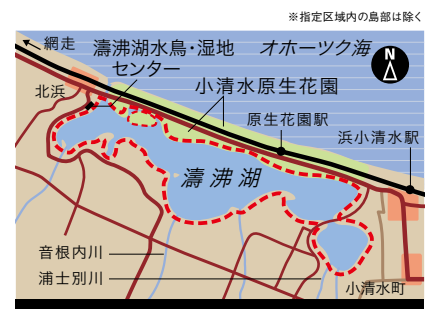 ※指定区域内の島部は除く
網走
濤沸湖水鳥・湿地
センター
オホーツク海
N
北浜
小清水原生花園
原生花園駅
浜小清水駅
濤沸湖
音根内川
浦士別川
小清水町